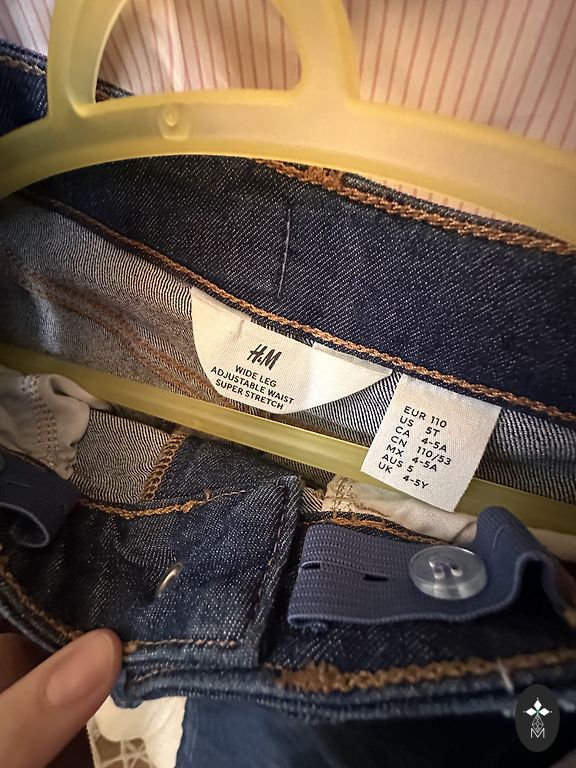 H&M
WIDE LEG
ADJUSTABLE WAIST
SUPER STRETCH
EUR 110
US 5T
CA 4-5A
CN 110/53
MX 4-5A
AUS 5
UK 4-5Y
M